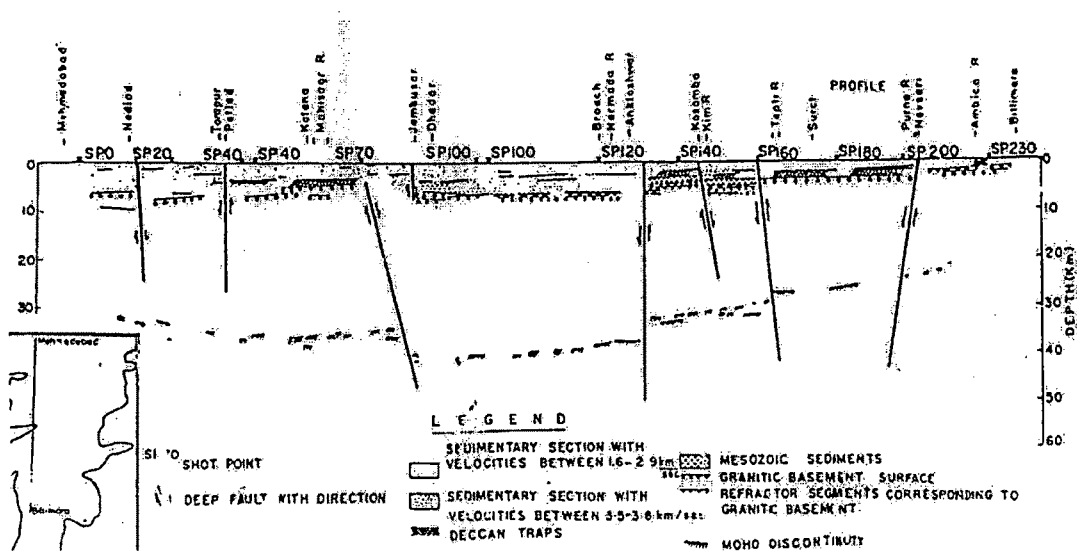 PROFILE
Mehmedabad
Nadiad
Tarapur
Petlad
Katana
Mahisagar R.
Jambusar
Dhadar
Broach
Narmada R
Ankleshwar
Kosamba
Kim R
Tapti R
Surat
Purna R
Navsari
Ambica R
Billimora
SP0 SP20 SP40 SP40 SP70 SP100 SP100 SP120 SP140 SP160 SP180 SP200 SP230
0
10
20
30
0
10
20
30
40
50
60
DEPTH (Km)
Mehmedabad
LEGEND
SHOT POINT
DEEP FAULT WITH DIRECTION
SEDIMENTARY SECTION WITH
VELOCITIES BETWEEN 1.6-2.9 km/sec
SEDIMENTARY SECTION WITH
VELOCITIES BETWEEN 3.5-3.8 km/sec
DECCAN TRAPS
MESOZOIC SEDIMENTS
GRANITIC BASEMENT SURFACE
REFRACTOR SEGMENTS CORRESPONDING TO
GRANITIC BASEMENT
MOHO DISCONTINUTY